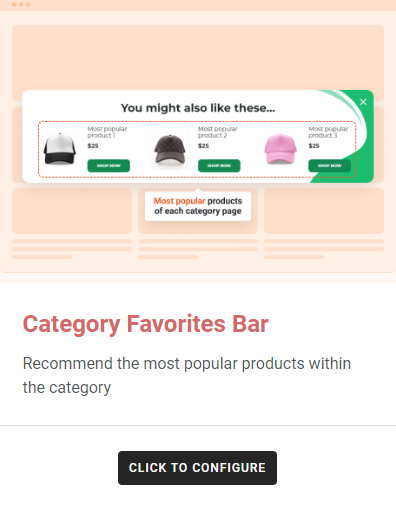 You might also like these...
Most popular
product 1
$25
SHOP NOW
Most popular
product 2
$25
SHOP NOW
Most popular
product 3
$25
SHOP NOW
Most popular products
of each category page
Category Favorites Bar
Recommend the most popular products within
the category
CLICK TO CONFIGURE